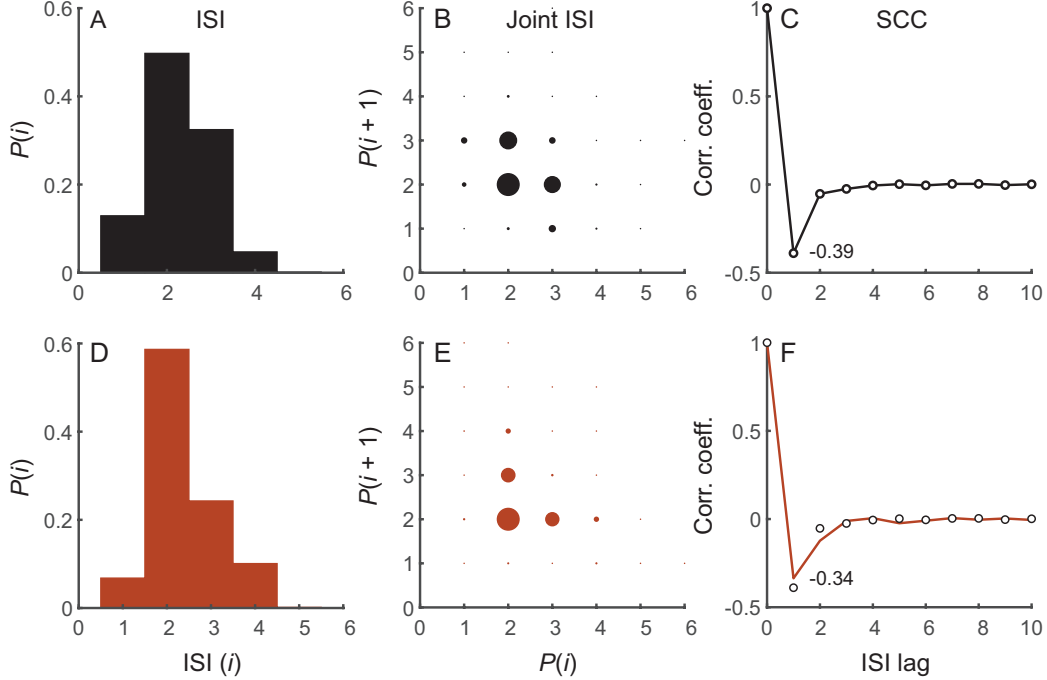 A ISI
P(i)
0.6
0.4
0.2
0
0 2 4 6
B Joint ISI
P(i + 1)
6
5
4
3
2
1
0
0 1 2 3 4 5 6
C SCC
Corr. coeff.
1
0.5
0
-0.5
-0.39
0 2 4 6 8 10
D
P(i)
0.6
0.4
0.2
0
0 1 2 3 4 5 6
ISI (i)
E
P(i + 1)
6
5
4
3
2
1
0
0 1 2 3 4 5 6
P(i)
F
Corr. coeff.
1
0.5
0
-0.5
-0.34
0 2 4 6 8 10
ISI lag